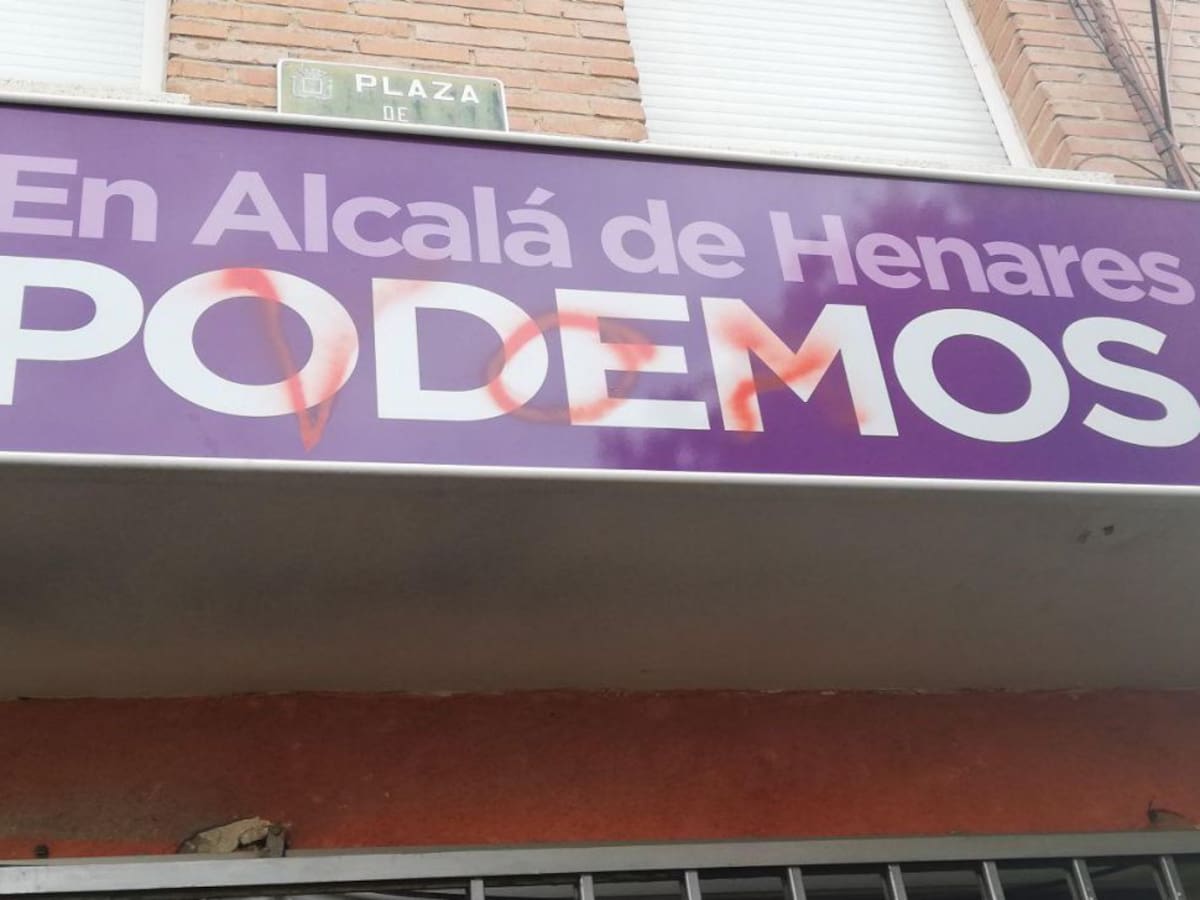 PLAZA
DE
En Alcalá de Henares
PODEMOS